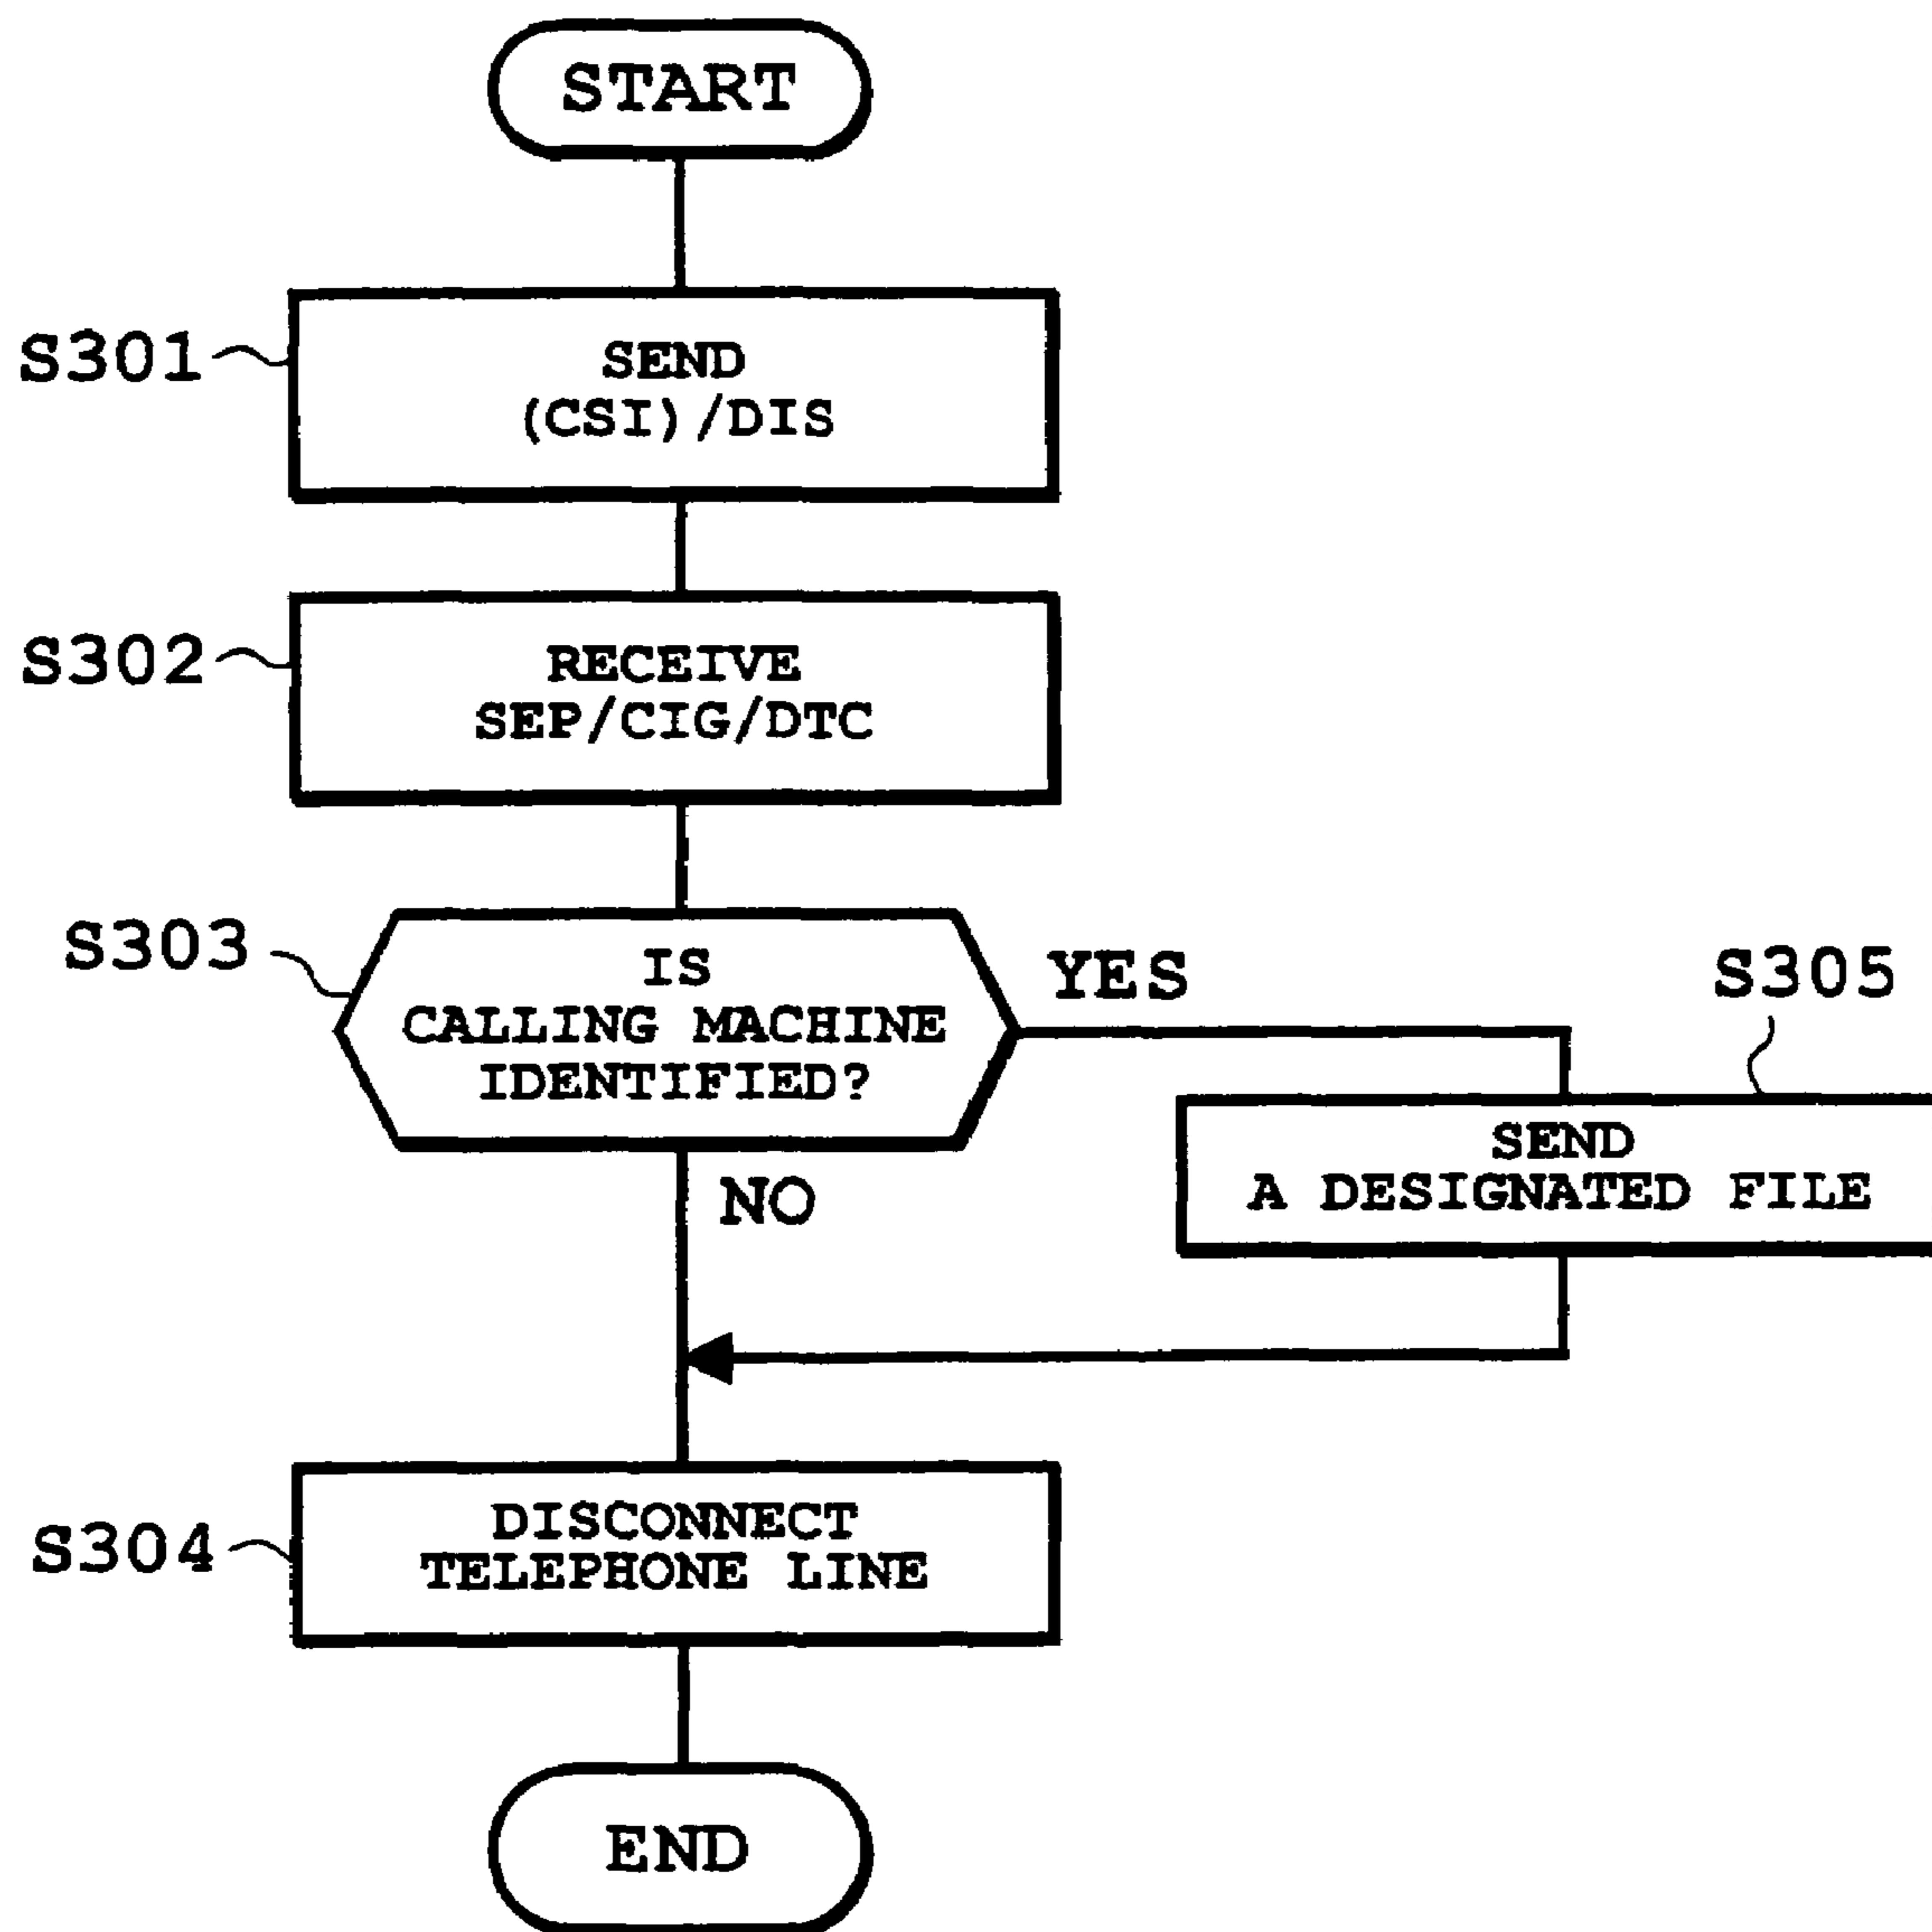 START
S301
SEND
(CSI)/DIS
S302
RECEIVE
SEP/CIG/DTC
S303
IS
CALLING MACHINE
IDENTIFIED?
YES
NO
S305
SEND
A DESIGNATED FILE
S304
DISCONNECT
TELEPHONE LINE
END